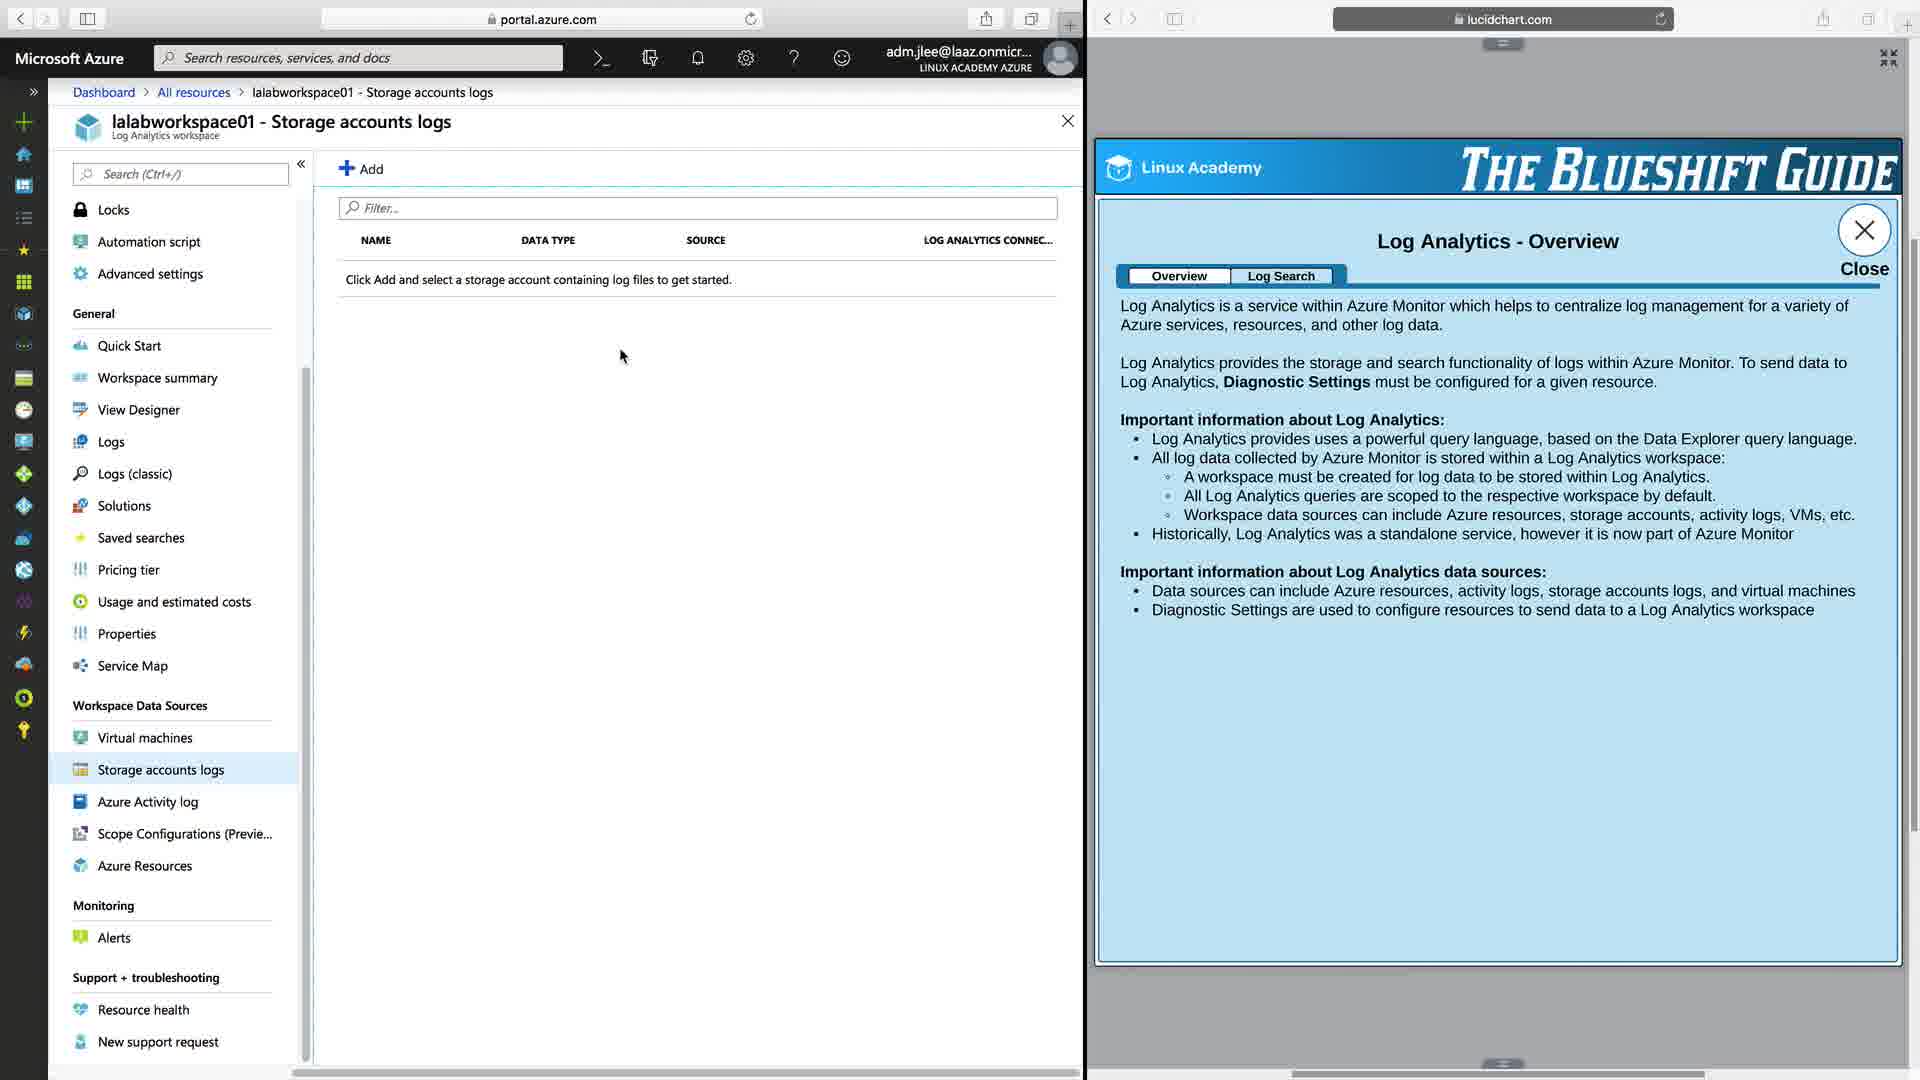 portal.azure.com
Microsoft Azure
Search resources, services, and docs
adm.jlee@laaz.onmicr...
LINUX ACADEMY AZURE
Dashboard > All resources > lalabworkspace01 - Storage accounts logs
lalabworkspace01 - Storage accounts logs
Log Analytics workspace
Search (Ctrl+/)
Locks
Automation script
Advanced settings
General
Quick Start
Workspace summary
View Designer
Logs
Logs (classic)
Solutions
Saved searches
Pricing tier
Usage and estimated costs
Properties
Service Map
Workspace Data Sources
Virtual machines
Storage accounts logs
Azure Activity log
Scope Configurations (Previe...
Azure Resources
Monitoring
Alerts
Support + troubleshooting
Resource health
New support request
Add
Filter...
NAME DATA TYPE SOURCE LOG ANALYTICS CONNEC...
Click Add and select a storage account containing log files to get started.
lucidchart.com
Linux Academy
THE BLUESHIFT GUIDE
Log Analytics - Overview
Close
Overview Log Search
Log Analytics is a service within Azure Monitor which helps to centralize log management for a variety of
Azure services, resources, and other log data.
Log Analytics provides the storage and search functionality of logs within Azure Monitor. To send data to
Log Analytics, Diagnostic Settings must be configured for a given resource.
Important information about Log Analytics:
• Log Analytics provides uses a powerful query language, based on the Data Explorer query language.
• All log data collected by Azure Monitor is stored within a Log Analytics workspace:
◦ A workspace must be created for log data to be stored within Log Analytics.
◦ All Log Analytics queries are scoped to the respective workspace by default.
◦ Workspace data sources can include Azure resources, storage accounts, activity logs, VMs, etc.
• Historically, Log Analytics was a standalone service, however it is now part of Azure Monitor
Important information about Log Analytics data sources:
• Data sources can include Azure resources, activity logs, storage accounts logs, and virtual machines
• Diagnostic Settings are used to configure resources to send data to a Log Analytics workspace